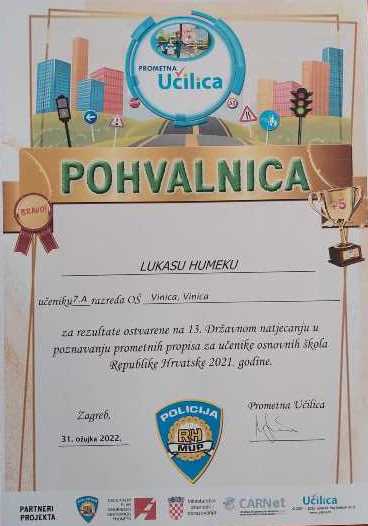 PROMETNA
Učilica
POHVALNICA
BRAVO!
+5
LUKASU HUMEKU
učeniku 7.A razreda OŠ Vinica, Vinica
za rezultate ostvarene na 13. Državnom natjecanju u
poznavanju prometnih propisa za učenike osnovnih škola
Republike Hrvatske 2021. godine.
Zagreb,
31. ožujka 2022.
POLICIJA
RH
MUP
Prometna Učilica
PARTNERI
PROJEKTA
CARNet
Učilica